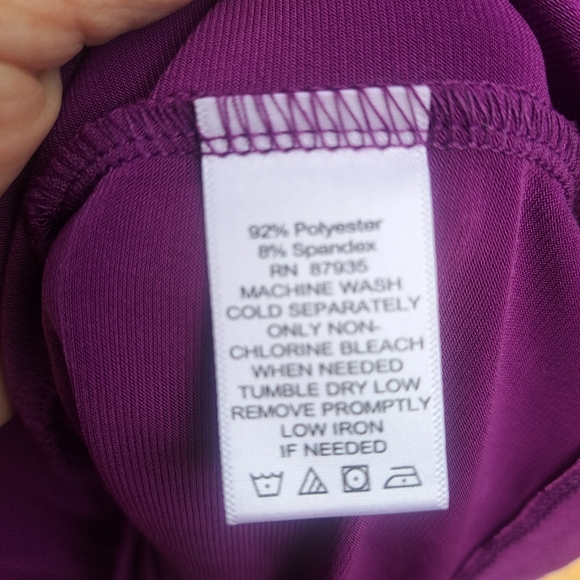 92% Polyester
8% Spandex
RN 87935
MACHINE WASH
COLD SEPARATELY
ONLY NON-
CHLORINE BLEACH
WHEN NEEDED
TUMBLE DRY LOW
REMOVE PROMPTLY
LOW IRON
IF NEEDED